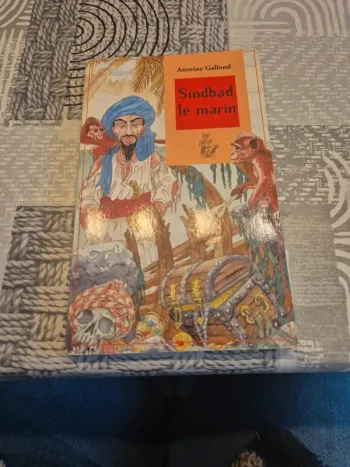 Antoine Galland
Sindbad
le marin